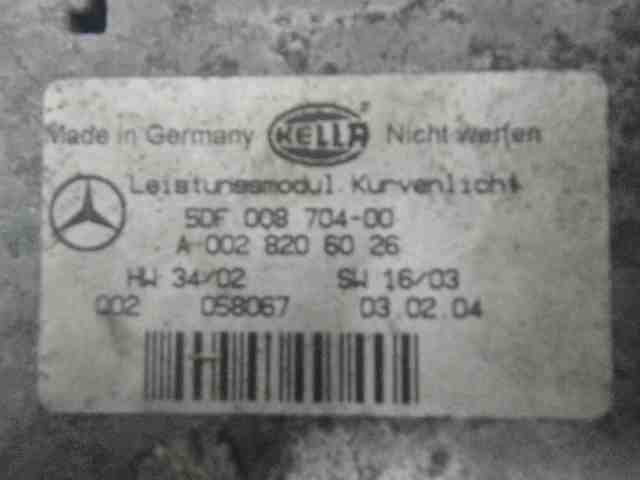 Made in Germany HELLA Nicht werfen
Leistungsmodul Kurvenlicht
5DF 008 704-00
A 002 820 60 26
HW 34/02 SW 16/03
Q02 058067 03.02.04